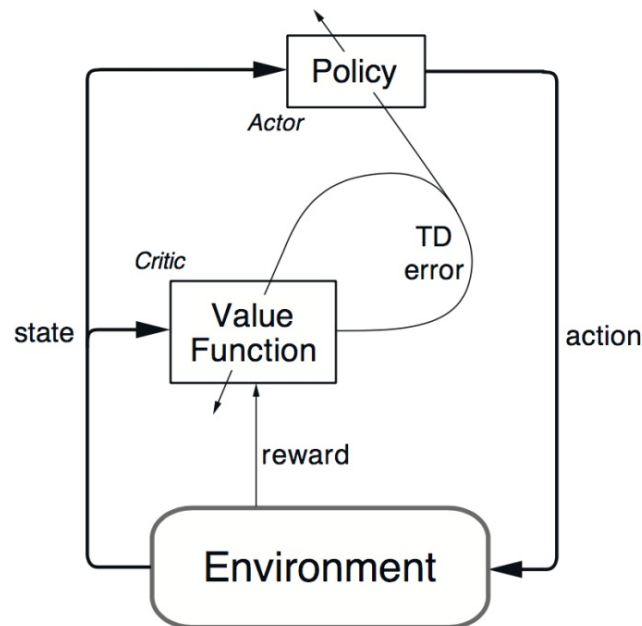 Policy
Actor
TD
error
Critic
Value
Function
state
action
reward
Environment